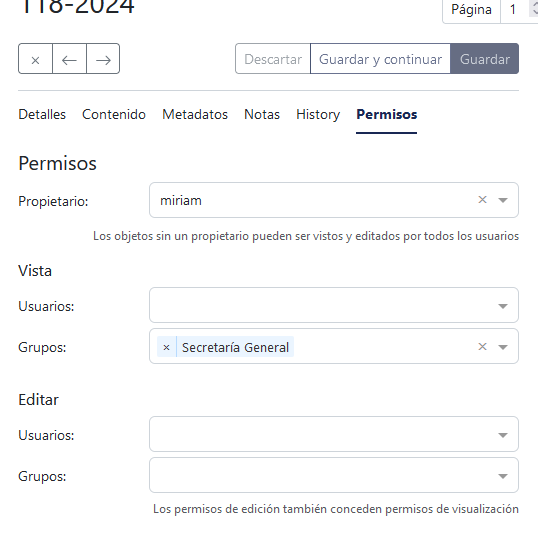 118-2024
Página 1
Descartar Guardar y continuar Guardar
Detalles Contenido Metadatos Notas History Permisos
Permisos
Propietario: miriam
Los objetos sin un propietario pueden ser vistos y editados por todos los usuarios
Vista
Usuarios:
Grupos: × Secretaría General
Editar
Usuarios:
Grupos:
Los permisos de edición también conceden permisos de visualización